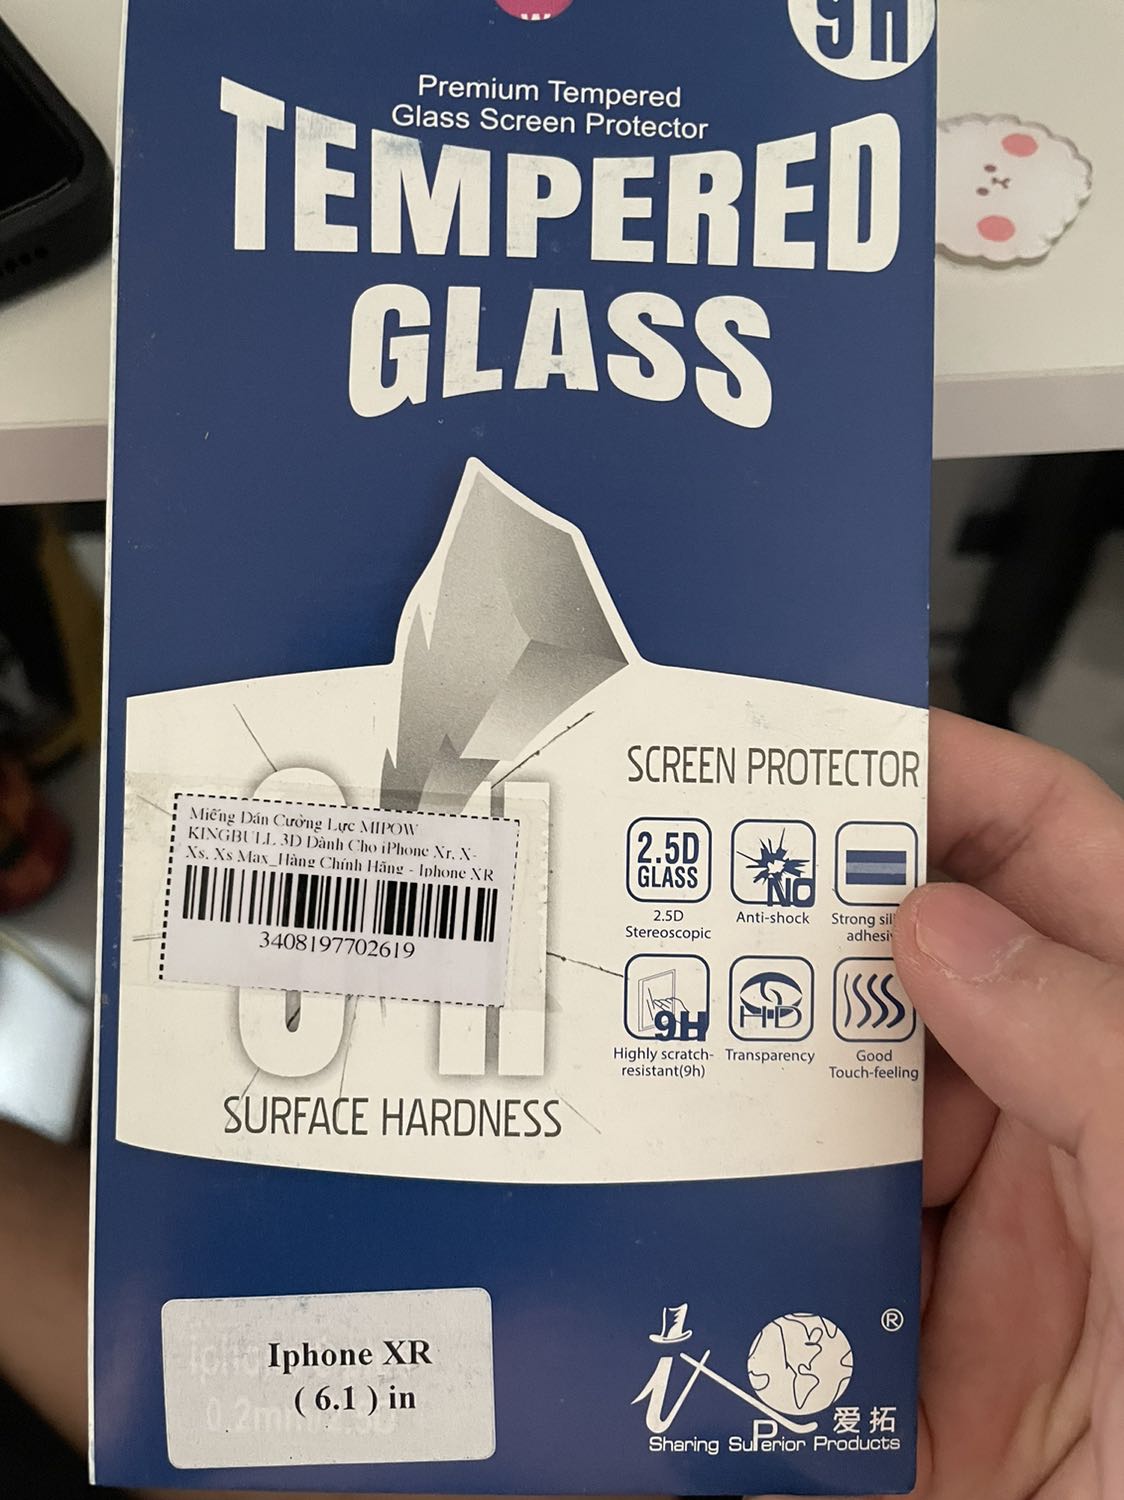 9H
Premium Tempered
Glass Screen Protector
TEMPERED
GLASS
SCREEN PROTECTOR
2.5D
GLASS
NO
2.5D
Stereoscopic
Anti-shock
Strong sil
adhesiv
9H
HD
Highly scratch-
resistant(9h)
Transparency
Good
Touch-feeling
Miếng Dán Cường Lực MIPOW
KINGBULL 3D Dành Cho iPhone Xr, X-
Xs, Xs Max_Hàng Chính Hãng - Iphone XR
3408197702619
SURFACE HARDNESS
Iphone XR
( 6.1 ) in
®
爱拓
Sharing SuPerior Products